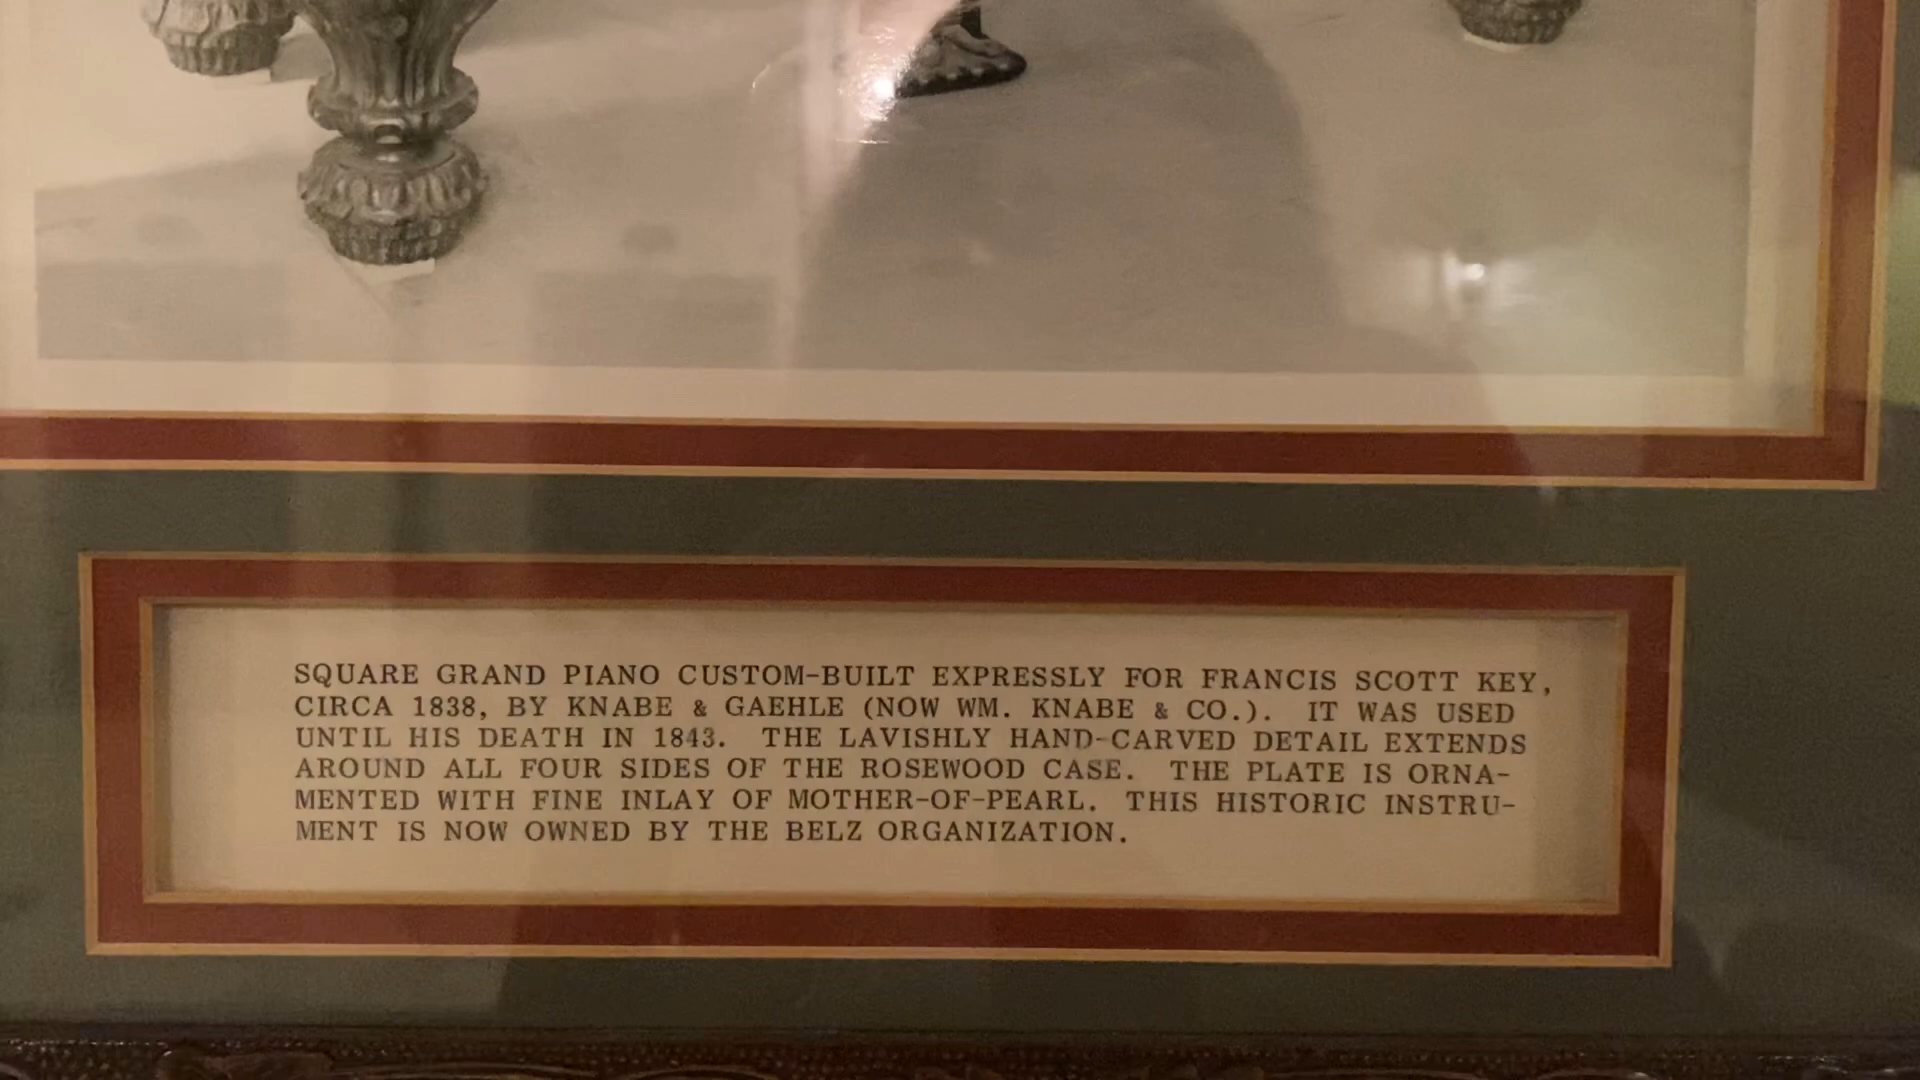 SQUARE GRAND PIANO CUSTOM-BUILT EXPRESSLY FOR FRANCIS SCOTT KEY,
CIRCA 1838, BY KNABE & GAEHLE (NOW WM. KNABE & CO.). IT WAS USED
UNTIL HIS DEATH IN 1843. THE LAVISHLY HAND-CARVED DETAIL EXTENDS
AROUND ALL FOUR SIDES OF THE ROSEWOOD CASE. THE PLATE IS ORNA-
MENTED WITH FINE INLAY OF MOTHER-OF-PEARL. THIS HISTORIC INSTRU-
MENT IS NOW OWNED BY THE BELZ ORGANIZATION.